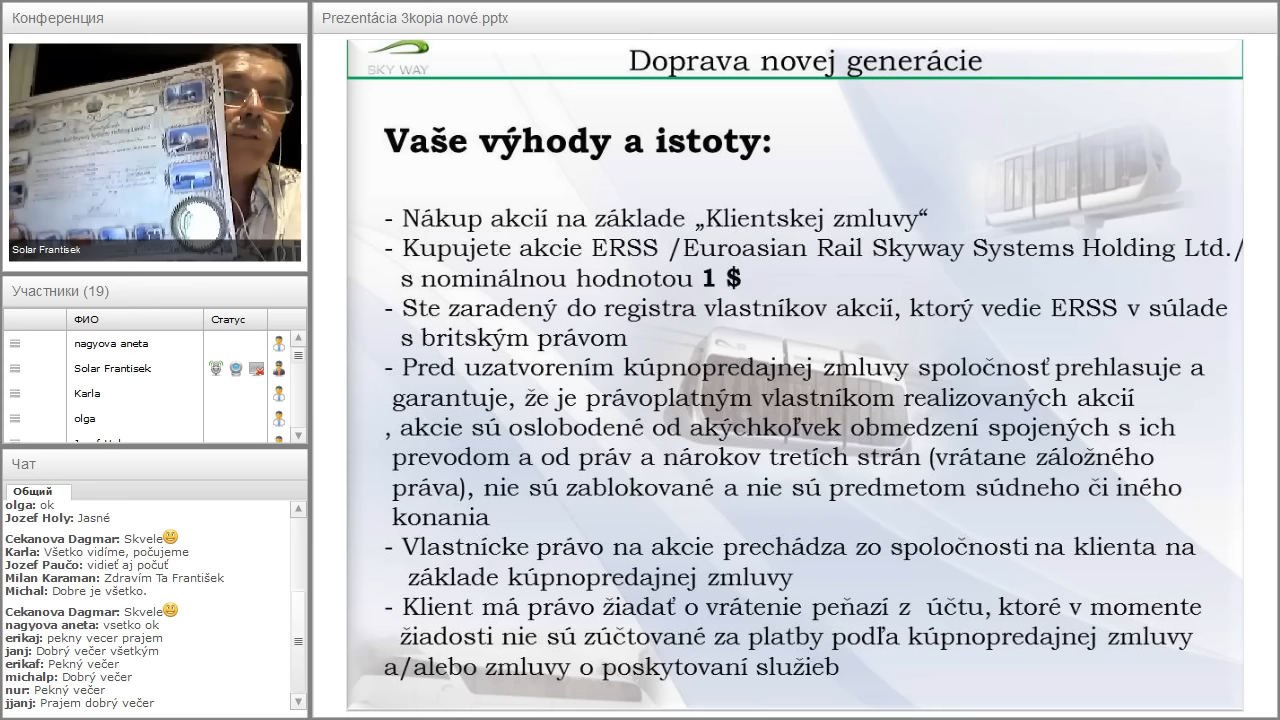 Конференция
Solar Frantisek
Участники (19)
ФИО Статус
nagyova aneta
Solar Frantisek
Karla
olga
Чат
Общий
olga: ok
Jozef Holy: Jasné
Cekanova Dagmar: Skvele
Karla: Všetko vidíme, počujeme
Jozef Paučo: vidieť aj počuť
Milan Karaman: Zdravím Ta František
Michal: Dobre je všetko.
Cekanova Dagmar: Skvele
nagyova aneta: vsetko ok
erikaj: pekny vecer prajem
janj: Dobrý večer všetkým
erikaf: Pekný večer
michalp: Dobrý večer
nur: Pekný večer
jjanj: Prajem dobrý večer
Prezentácia 3kopia nové.pptx
SKY WAY
Doprava novej generácie
Vaše výhody a istoty:
- Nákup akcií na základe „Klientskej zmluvy“
- Kupujete akcie ERSS /Euroasian Rail Skyway Systems Holding Ltd./
s nominálnou hodnotou 1 $
- Ste zaradený do registra vlastníkov akcií, ktorý vedie ERSS v súlade
s britským právom
- Pred uzatvorením kúpnopredajnej zmluvy spoločnosť prehlasuje a
garantuje, že je právoplatným vlastníkom realizovaných akcií
, akcie sú oslobodené od akýchkoľvek obmedzení spojených s ich
prevodom a od práv a nárokov tretích strán (vrátane záložného
práva), nie sú zablokované a nie sú predmetom súdneho či iného
konania
- Vlastnícke právo na akcie prechádza zo spoločnosti na klienta na
základe kúpnopredajnej zmluvy
- Klient má právo žiadať o vrátenie peňazí z účtu, ktoré v momente
žiadosti nie sú zúčtované za platby podľa kúpnopredajnej zmluvy
a/alebo zmluvy o poskytovaní služieb